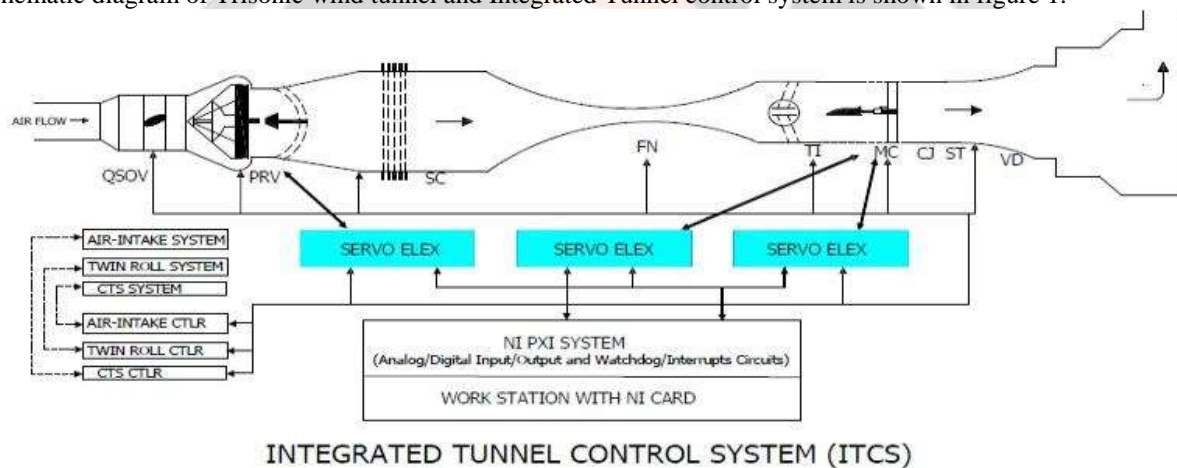 hematic diagram of Trisonic wind tunnel and Integrated Tunnel control system is shown in figure 1.
AIR FLOW
QSOV
PRV
SC
FN
TI
MC
CJ
ST
VD
AIR-INTAKE SYSTEM
TWIN ROLL SYSTEM
CTS SYSTEM
AIR-INTAKE CTLR
TWIN ROLL CTLR
CTS CTLR
SERVO ELEX
SERVO ELEX
SERVO ELEX
NI PXI SYSTEM
(Analog/Digital Input/Output and Watchdog/Interrupts Circuits)
WORK STATION WITH NI CARD
INTEGRATED TUNNEL CONTROL SYSTEM (ITCS)